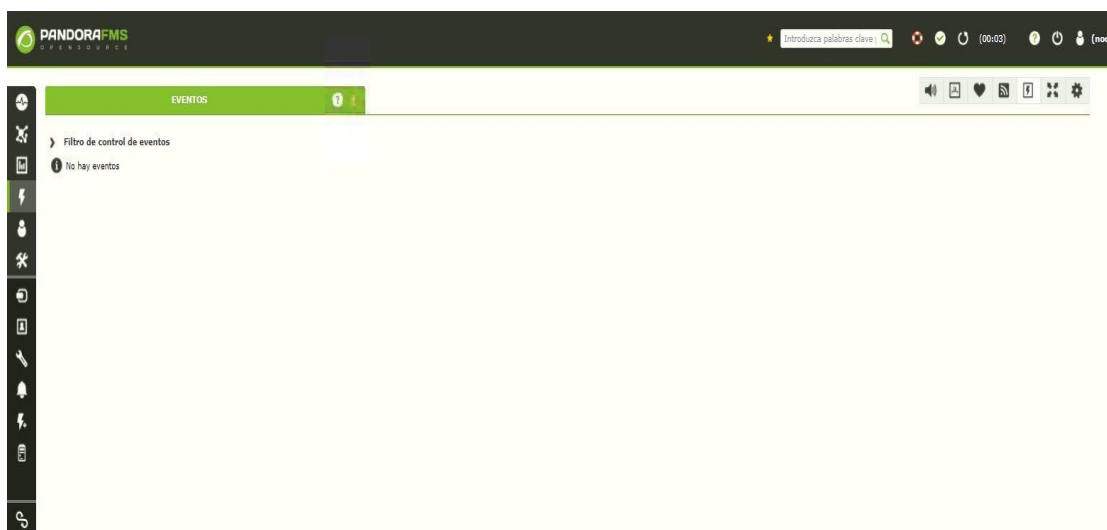 PANDORAFMS
OPENSOURCE
Introduzca palabras clave
(00:03)
EVENTOS
Filtro de control de eventos
No hay eventos